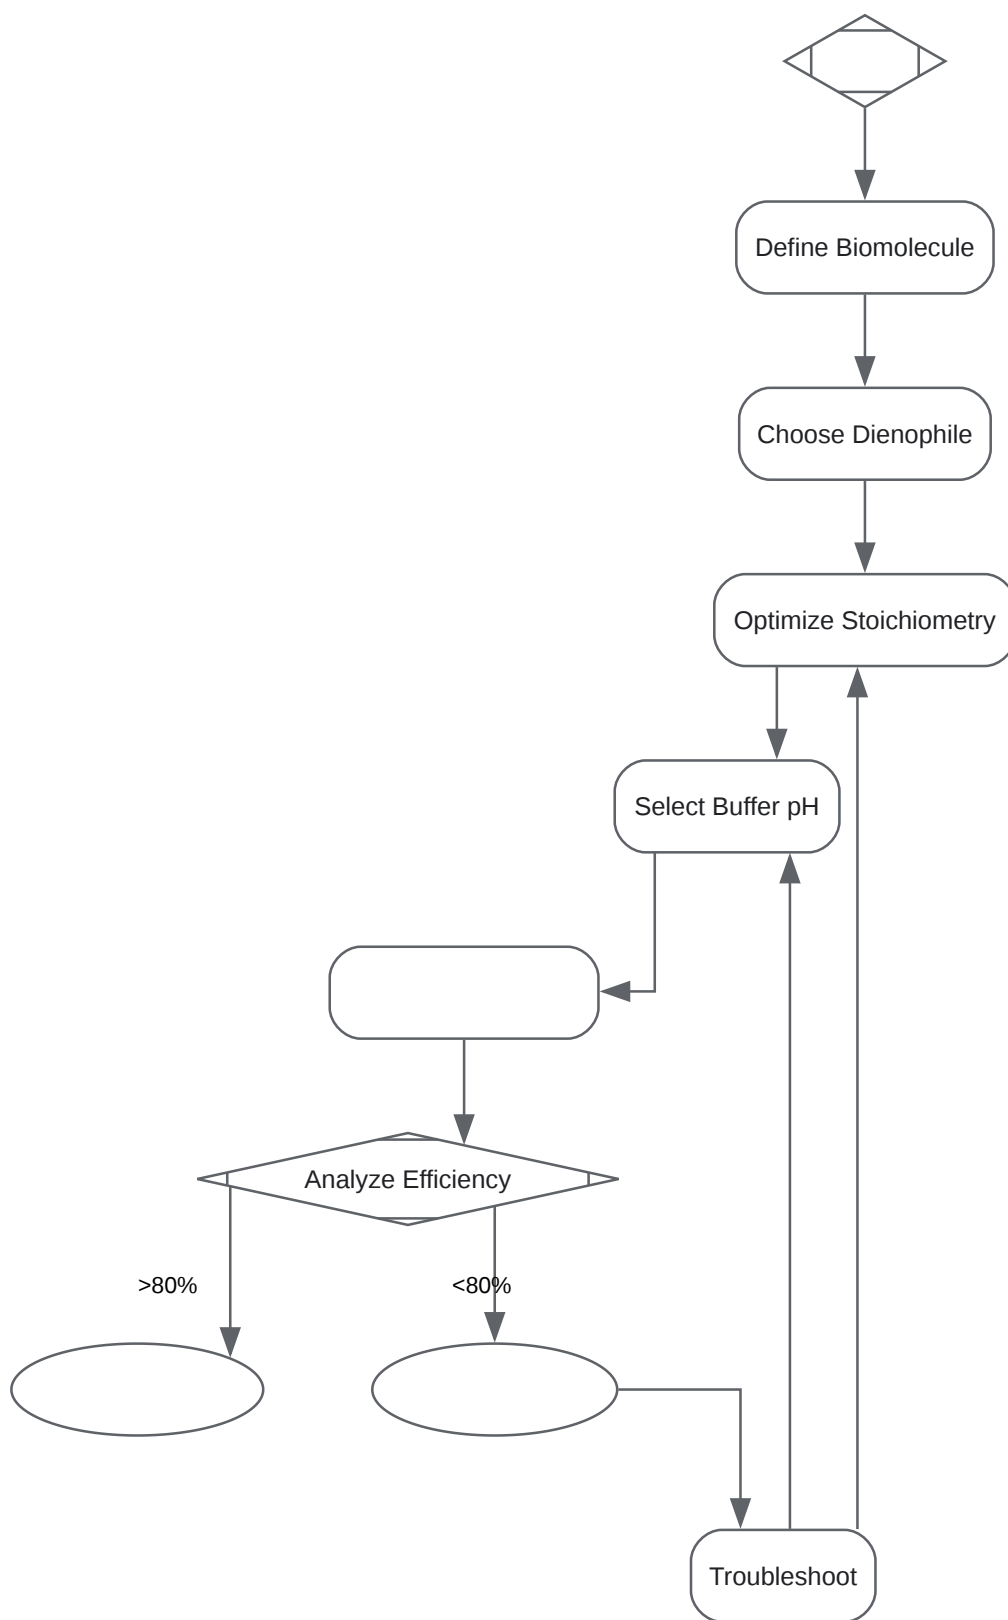 Define Biomolecule
Choose Dienophile
Optimize Stoichiometry
Select Buffer pH
Analyze Efficiency
>80%
<80%
Troubleshoot